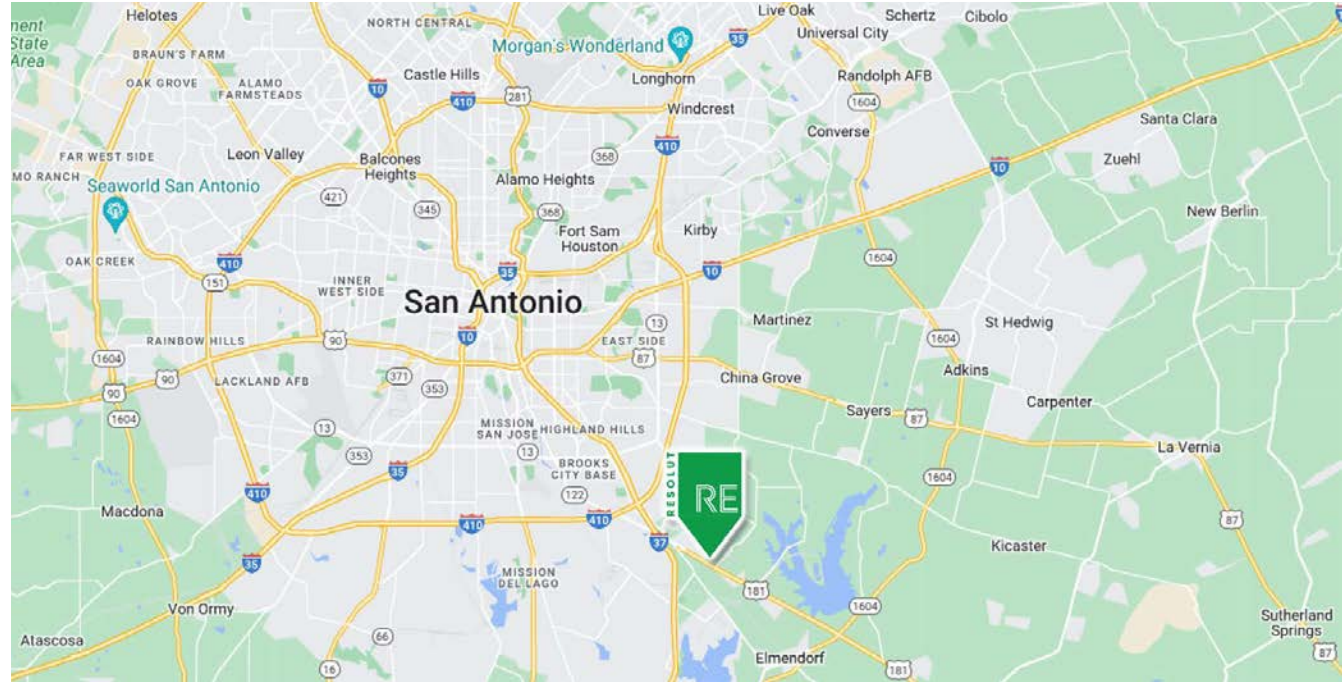 Helotes
NORTH CENTRAL
Live Oak
Schertz
Cibolo
ment
State
Area
BRAUN'S FARM
Morgan's Wonderland
35
Universal City
OAK GROVE
ALAMO
FARMSTEADS
10
Castle Hills
410
281
Longhorn
Randolph AFB
1604
Windcrest
Santa Clara
Converse
FAR WEST SIDE
Leon Valley
Balcones
Heights
368
410
Zuehl
10
MO RANCH
Seaworld San Antonio
421
345
Alamo Heights
368
New Berlin
Fort Sam
Houston
Kirby
OAK CREEK
410
151
INNER
WEST SIDE
35
10
1604
San Antonio
13
Martinez
St Hedwig
RAINBOW HILLS
90
10
EAST SIDE
87
1604
1604
90
90
LACKLAND AFB
371
353
China Grove
Adkins
1604
Sayers
87
Carpenter
13
353
MISSION
SAN JOSE
HIGHLAND HILLS
13
La Vernia
35
BROOKS
CITY BASE
122
RESOLUT
RE
1604
410
Macdona
410
410
37
87
35
Kicaster
MISSION
DEL LAGO
181
1604
Von Ormy
66
Atascosa
16
Elmendorf
181
Sutherland
Springs
87